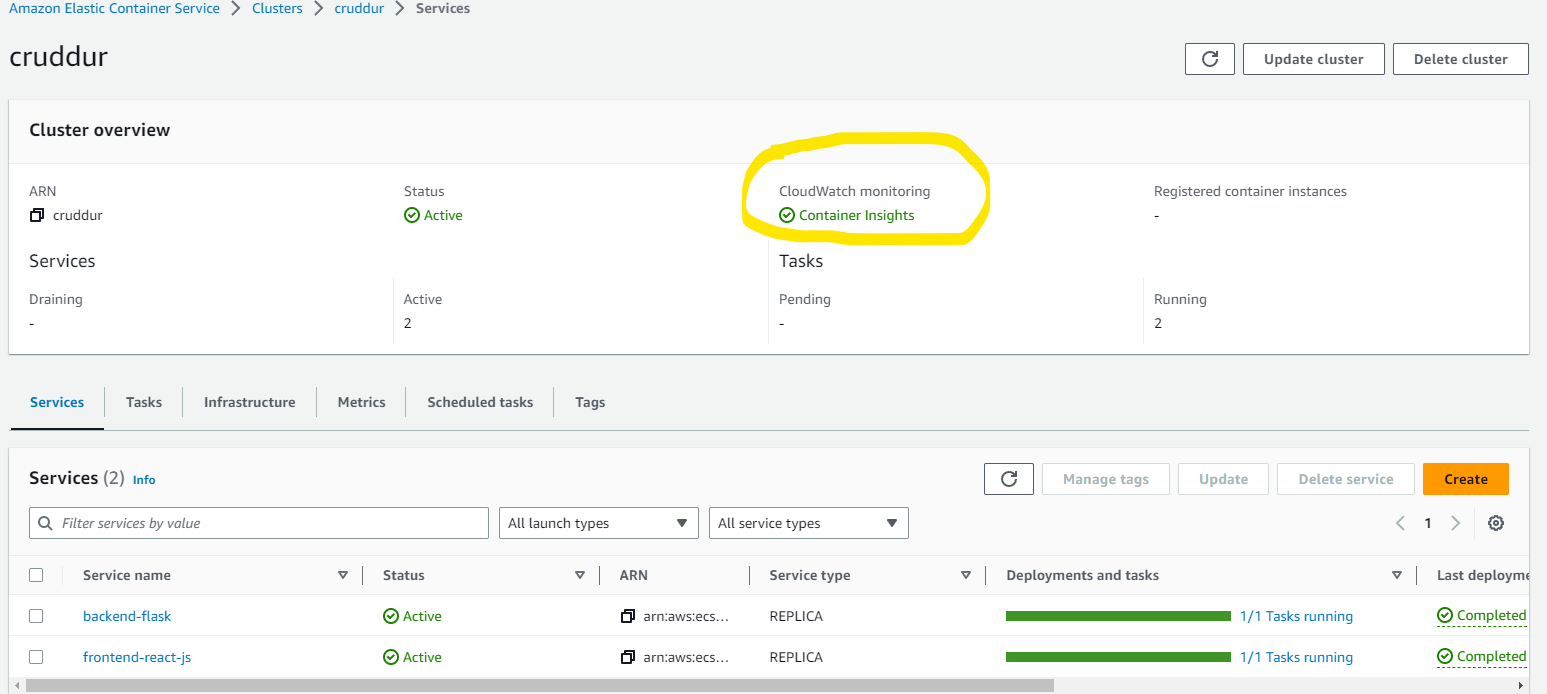 Amazon Elastic Container Service > Clusters > cruddur > Services
cruddur
Update cluster Delete cluster
Cluster overview
ARN Status CloudWatch monitoring Registered container instances
cruddur Active Container Insights -
Services Tasks
Draining Active Pending Running
- 2 - 2
Services Tasks Infrastructure Metrics Scheduled tasks Tags
Services (2) Info Manage tags Update Delete service Create
Filter services by value All launch types All service types 1
Service name Status ARN Service type Deployments and tasks Last deployme
backend-flask Active arn:aws:ecs... REPLICA 1/1 Tasks running Completed
frontend-react-js Active arn:aws:ecs... REPLICA 1/1 Tasks running Completed